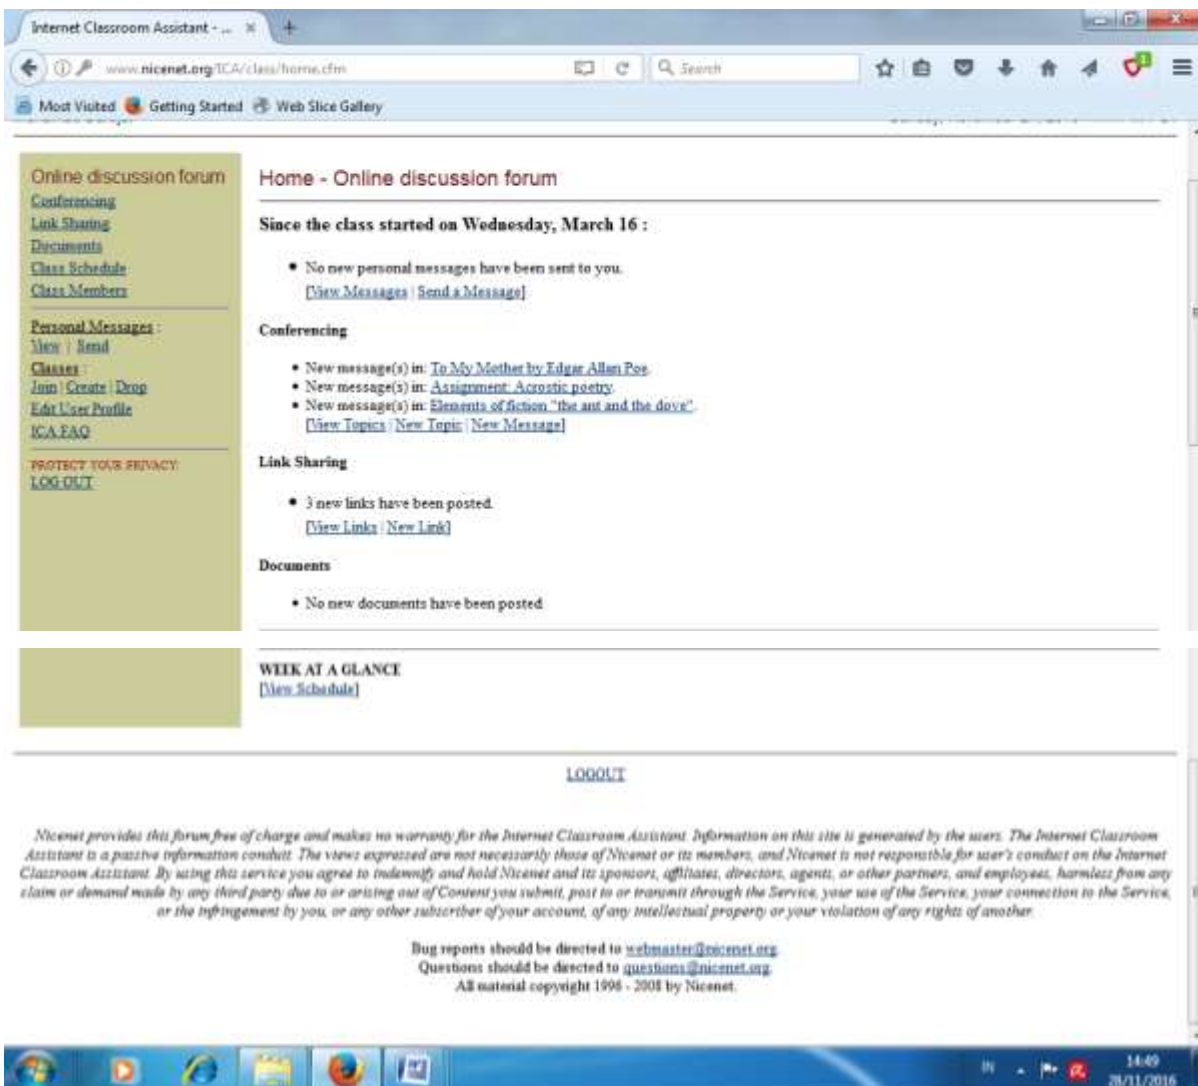 Internet Classroom Assistant - ...
www.nicenet.org/ICA/class/home.cfm
Search
Most Visited Getting Started Web Slice Gallery
Online discussion forum
Conferencing
Link Sharing
Documents
Class Schedule
Class Members
Personal Messages :
View | Send
Classes :
Join | Create | Drop
Edit User Profile
ICA FAQ
PROTECT YOUR PRIVACY:
LOG OUT
Home - Online discussion forum
Since the class started on Wednesday, March 16 :
No new personal messages have been sent to you.
[View Messages | Send a Message]
Conferencing
New message(s) in: To My Mother by Edgar Allan Poe.
New message(s) in: Assignment: Acrostic poetry.
New message(s) in: Elements of fiction "the ant and the dove".
[View Topics | New Topic | New Message]
Link Sharing
3 new links have been posted.
[View Links | New Link]
Documents
No new documents have been posted
WEEK AT A GLANCE
[View Schedule]
LOGOUT
Nicenet provides this forum free of charge and makes no warranty for the Internet Classroom Assistant. Information on this site is generated by the users. The Internet Classroom
Assistant is a passive information conduit. The views expressed are not necessarily those of Nicenet or its members, and Nicenet is not responsible for user's conduct on the Internet
Classroom Assistant. By using this service you agree to indemnify and hold Nicenet and its sponsors, affiliates, directors, agents, or other partners, and employees, harmless from any
claim or demand made by any third party due to or arising out of Content you submit, post to or transmit through the Service, your use of the Service, your connection to the Service,
or the infringement by you, or any other subscriber of your account, of any intellectual property or your violation of any rights of another.
Bug reports should be directed to webmaster@nicenet.org
Questions should be directed to questions@nicenet.org.
All material copyright 1996 - 2008 by Nicenet.
IN
14:49
28/11/2016